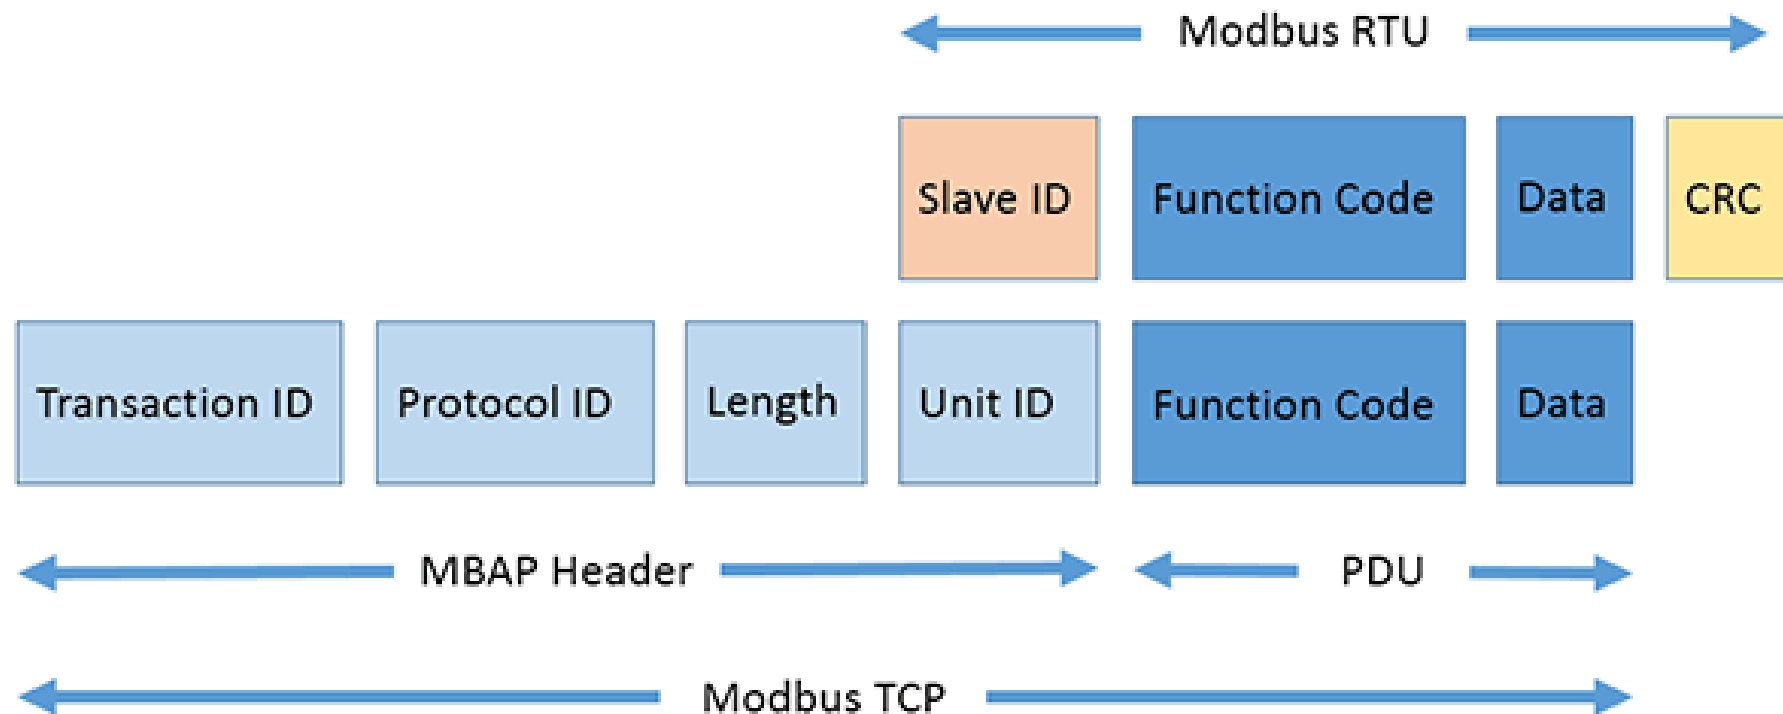 Modbus RTU
Slave ID Function Code Data CRC
Transaction ID Protocol ID Length Unit ID Function Code Data
MBAP Header PDU
Modbus TCP